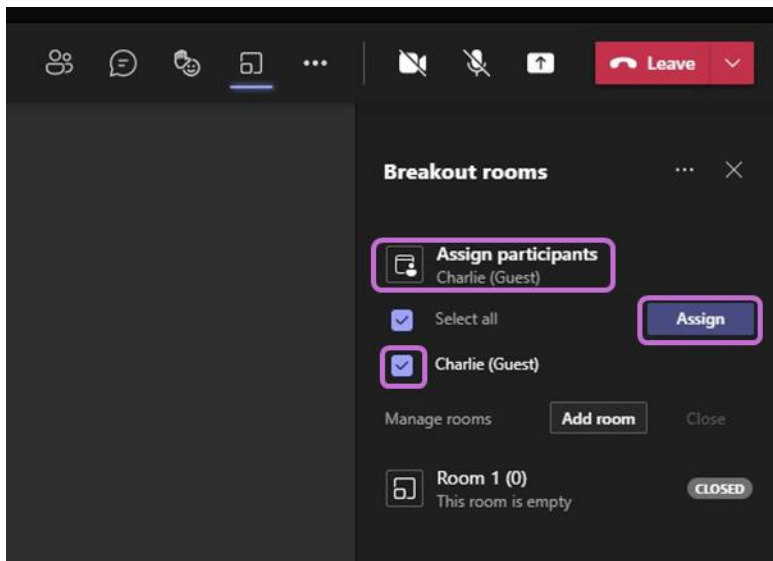 Leave
Breakout rooms
Assign participants
Charlie (Guest)
Select all
Assign
Charlie (Guest)
Manage rooms
Add room
Close
Room 1 (0)
CLOSED
This room is empty